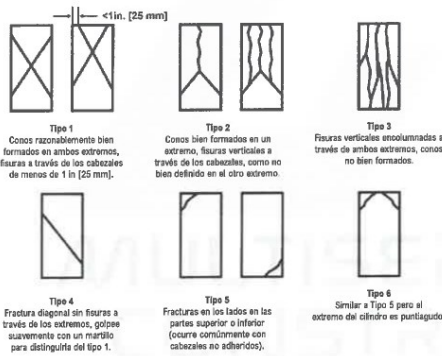 <1in. [25 mm]
Tipo 1
Conos razonablemente bien
formados en ambos extremos,
fisuras a través de los cabezales
de menos de 1 in [25 mm].
Tipo 2
Conos bien formados en un
extremo, fisuras verticales a
través de los cabezales, como no
bien definido en el otro extremo.
Tipo 3
Fisuras verticales encolumnadas a
través de ambos extremos, conos
no bien formados.
Tipo 4
Fractura diagonal sin fisuras a
través de los extremos, golpee
suavemente con un martillo
para distinguirla del tipo 1.
Tipo 5
Fracturas en los lados en las
partes superior o inferior
(ocurre comúnmente con
cabezales no adheridos).
Tipo 6
Similar a Tipo 5 pero el
extremo del cilindro es puntiagudo